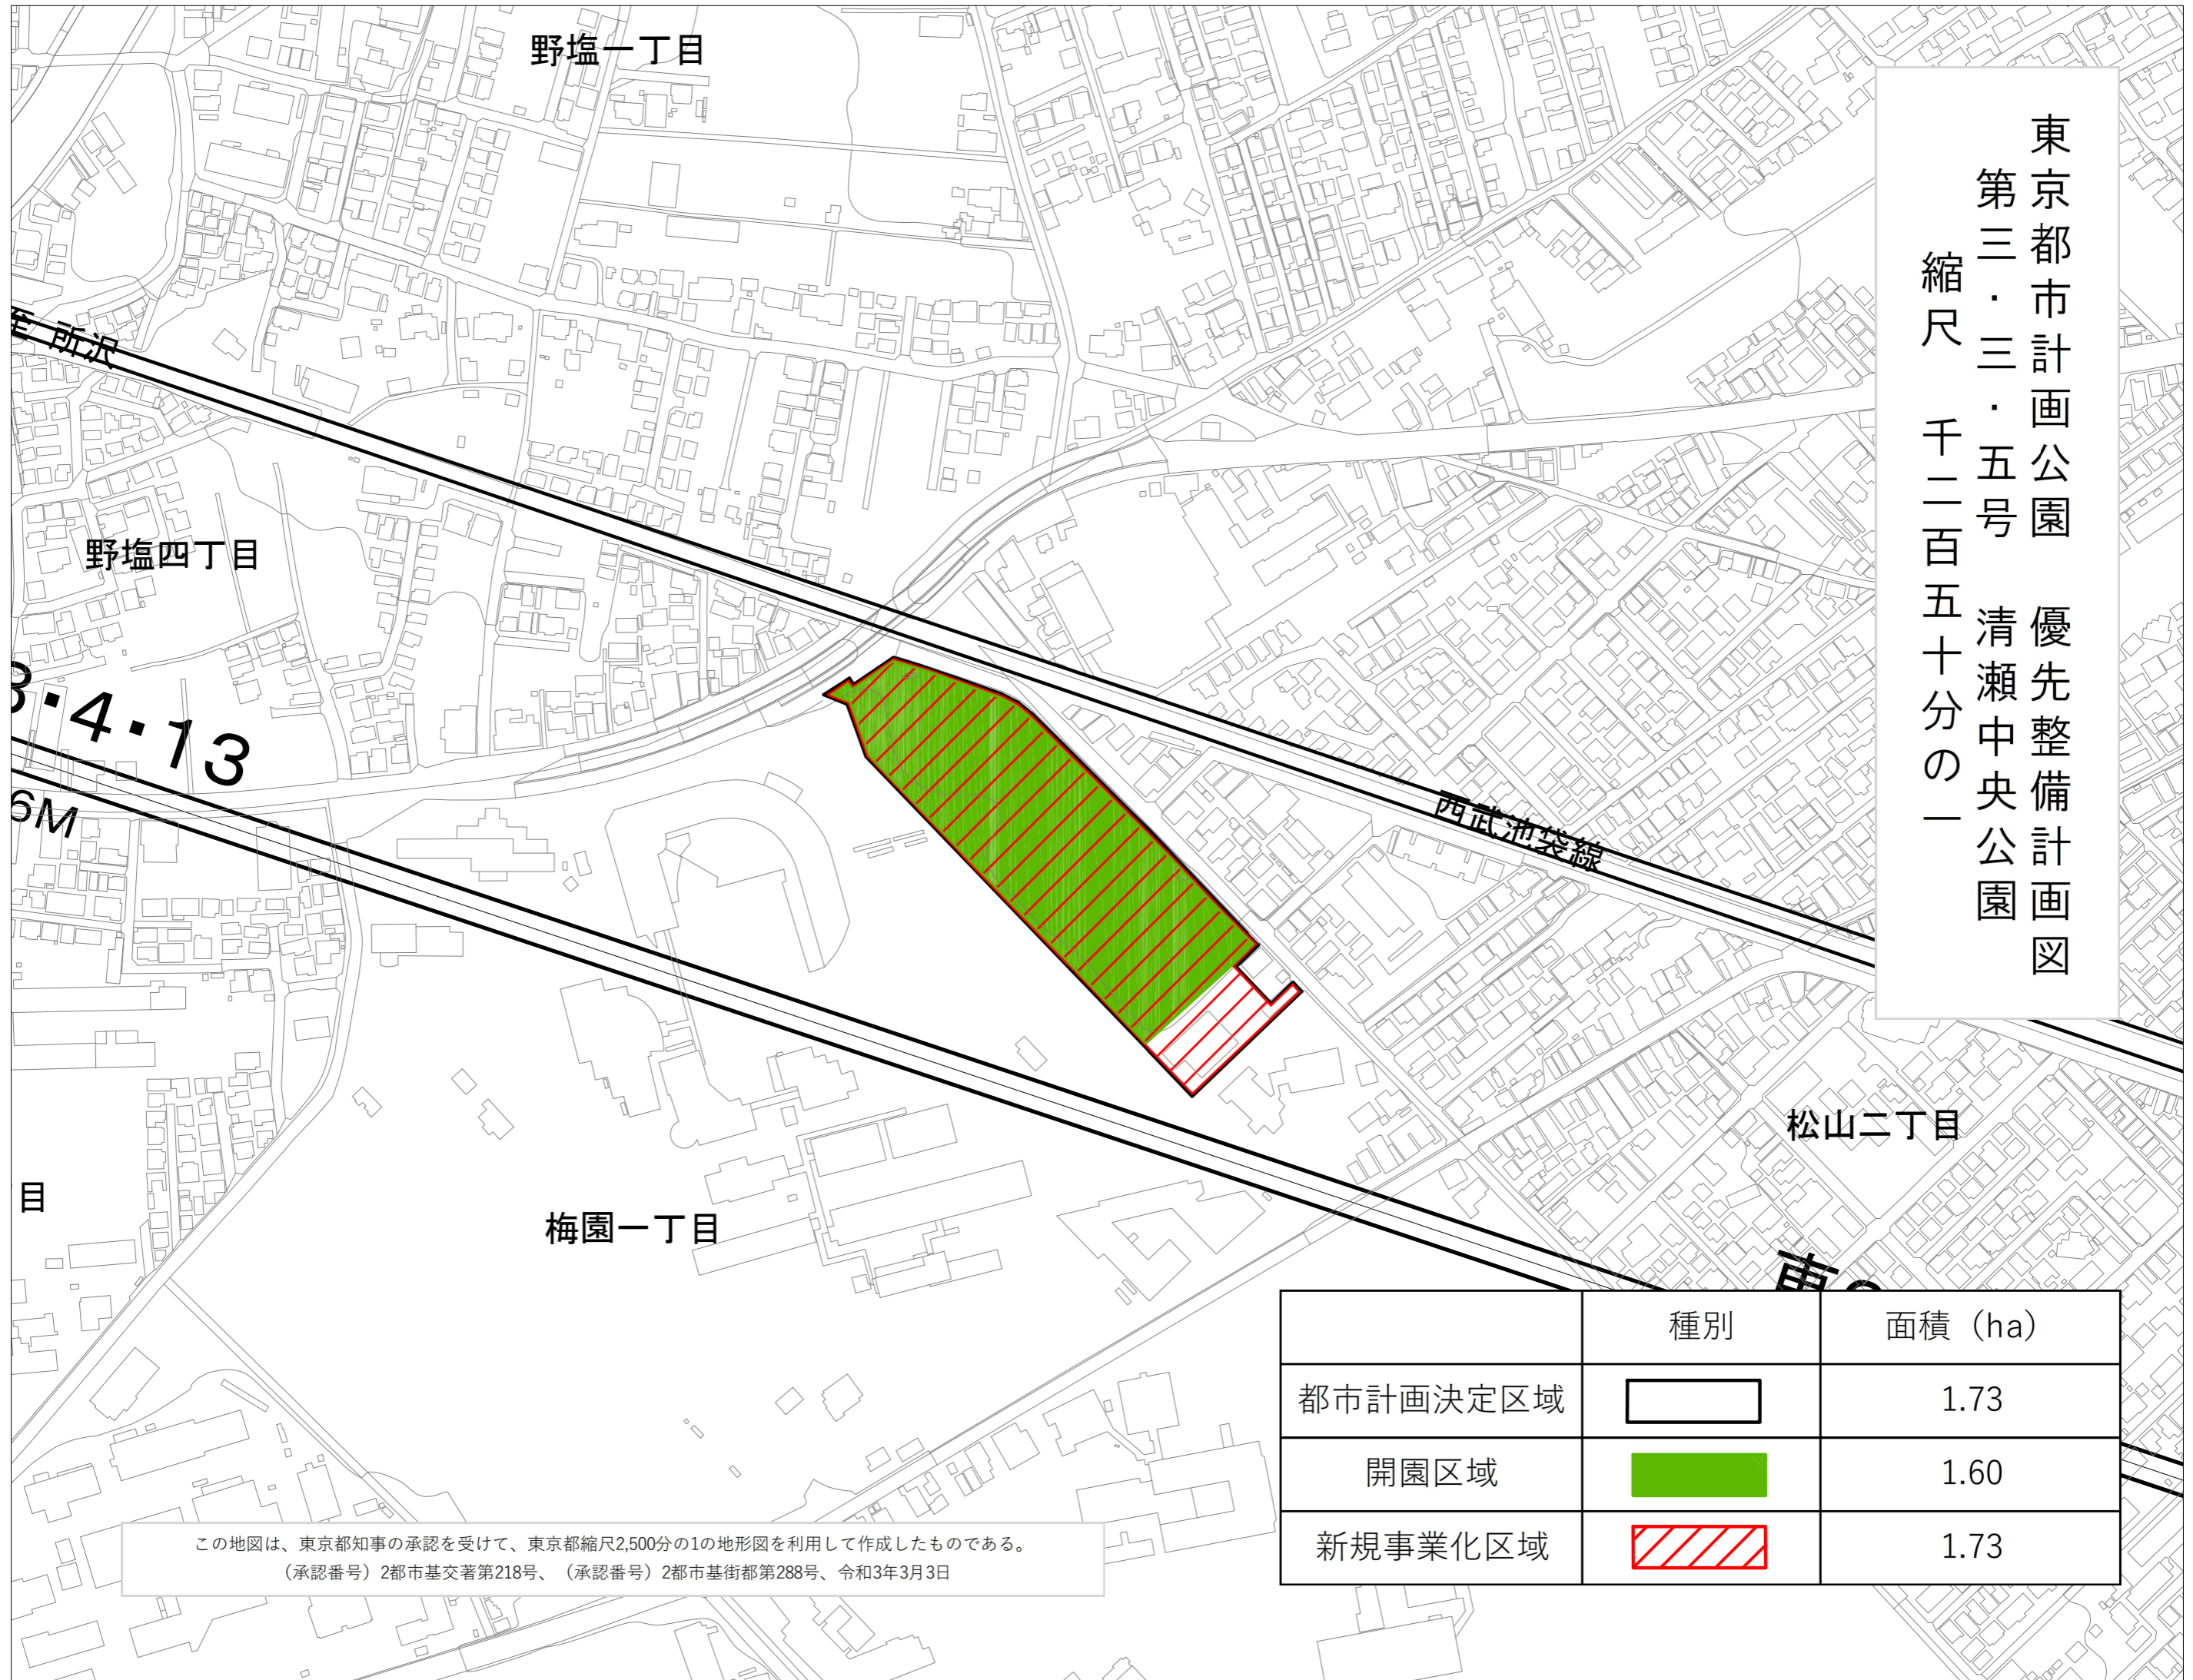 東京都市計画公園　優先整備計画図
第三・三・五号　清瀬中央公園
縮尺　千二百五十分の一
野塩一丁目
至 所沢
野塩四丁目
3・4・13
6M
西武池袋線
松山二丁目
目
梅園一丁目
種別 面積（ha）
都市計画決定区域 1.73
開園区域 1.60
新規事業化区域 1.73
この地図は、東京都知事の承認を受けて、東京都縮尺2,500分の1の地形図を利用して作成したものである。
（承認番号）2都市基交著第218号、（承認番号）2都市基街都第288号、令和3年3月3日